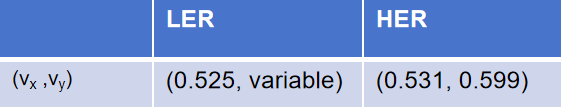 LER HER
(vx ,vy) (0.525, variable) (0.531, 0.599)